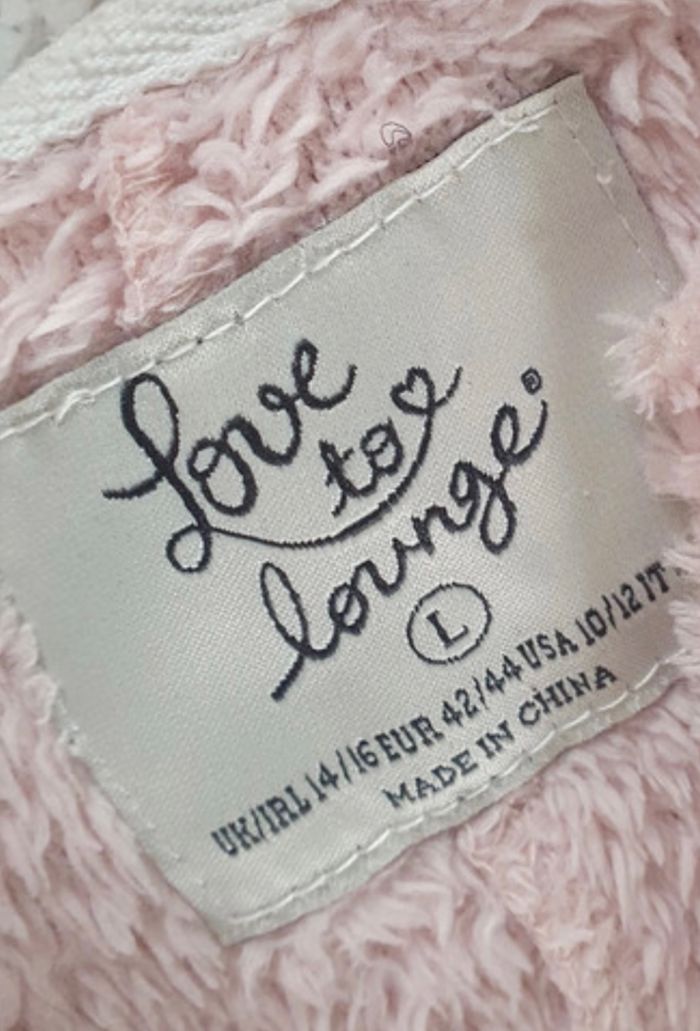 Love
to
lounge®
L
UK/IRL 14/16 EUR 42/44 USA 10/12 IT
MADE IN CHINA